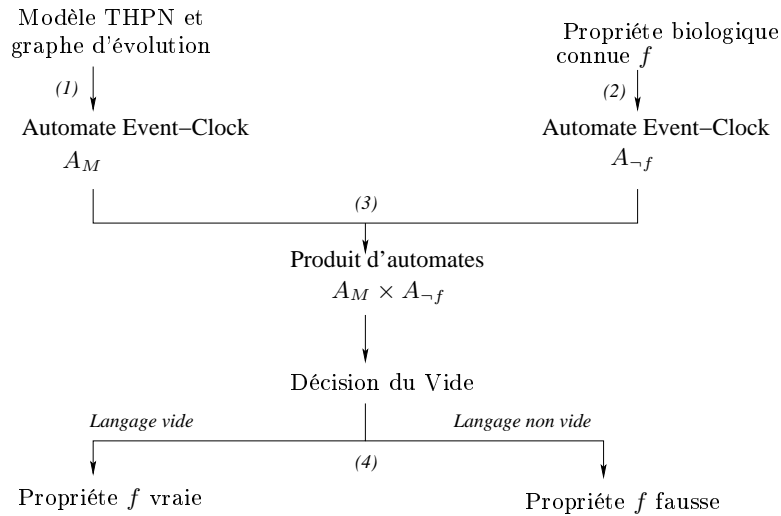 Modèle THPN et
graphe d'évolution
Propriéte biologique
connue f
(1)
(2)
Automate Event–Clock
A_M
Automate Event–Clock
A_{¬f}
(3)
Produit d'automates
A_M × A_{¬f}
Décision du Vide
Langage vide
Langage non vide
(4)
Propriéte f vraie
Propriéte f fausse